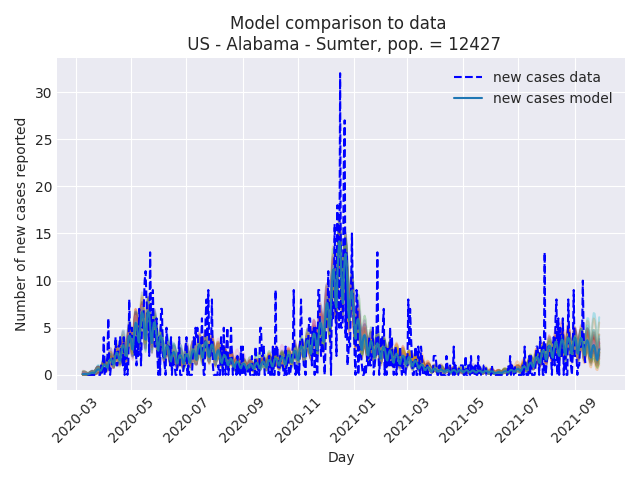 Model comparison to data
US - Alabama - Sumter, pop. = 12427
new cases data
new cases model
Number of new cases reported
30
25
20
15
10
5
0
2020-03
2020-05
2020-07
2020-09
2020-11
2021-01
2021-03
2021-05
2021-07
2021-09
Day